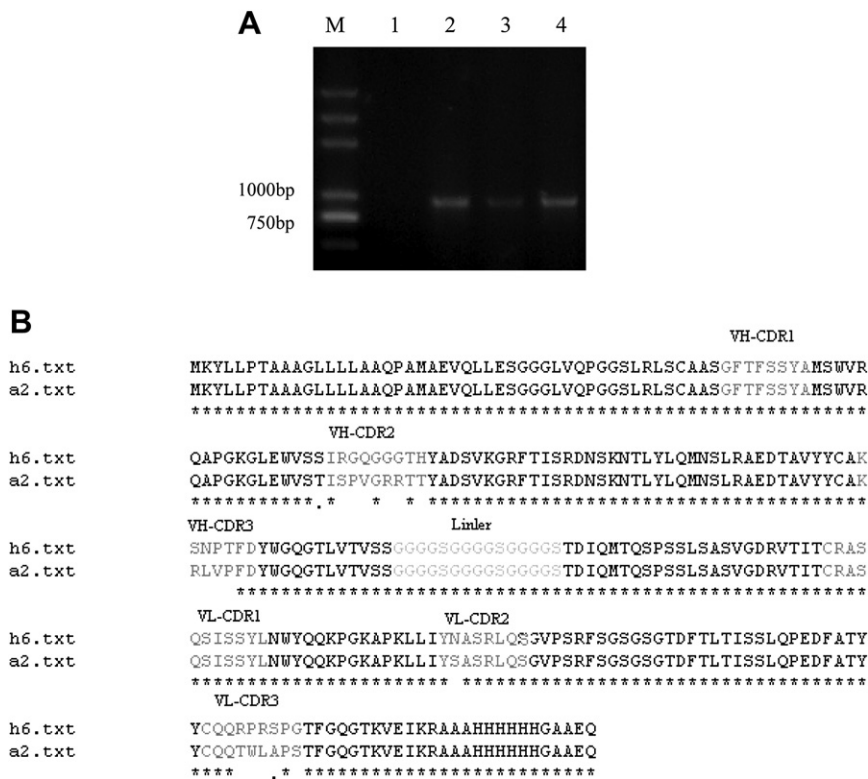 A
M 1 2 3 4
1000bp
750bp
B
VH-CDR1
h6.txt MKYLLPTAAAGLLLLAAQPAMAEVQLLESGGGLVQPGGSLRLSCAASGFTFSSYAMSWVR
a2.txt MKYLLPTAAAGLLLLAAQPAMAEVQLLESGGGLVQPGGSLRLSCAASGFTFSSYAMSWVR
************************************************************
VH-CDR2
h6.txt QAPGKGLEWVSSIRGQGGGTHYADSVKGRFTISRDNSKNTLYLQMNSLRAEDTAVYYCAK
a2.txt QAPGKGLEWVSTISPVGRRTTYADSVKGRFTISRDNSKNTLYLQMNSLRAEDTAVYYCAK
***********.*   *  * ***************************************
VH-CDR3 Linler
h6.txt SNPTFDYWGQGTLVTVSSGGGGSGGGGSGGGGSTDIQMTQSPSSLSASVGDRVTITCRAS
a2.txt RLVPFDYWGQGTLVTVSSGGGGSGGGGSGGGGSTDIQMTQSPSSLSASVGDRVTITCRAS
********************************************************
VL-CDR1 VL-CDR2
h6.txt QSISSYLNWYQQKPGKAPKLLIYNASRLQSGVPSRFSGSGSGTDFTLTISSLQPEDFATY
a2.txt QSISSYLNWYQQKPGKAPKLLIYSASRLQSGVPSRFSGSGSGTDFTLTISSLQPEDFATY
*********************** ************************************
VL-CDR3
h6.txt YCQQRPRSPGTFGQGTKVEIKRAAAHHHHHHGAAEQ
a2.txt YCQQTWLAPSTFGQGTKVEIKRAAAHHHHHHGAAEQ
****   .* **************************